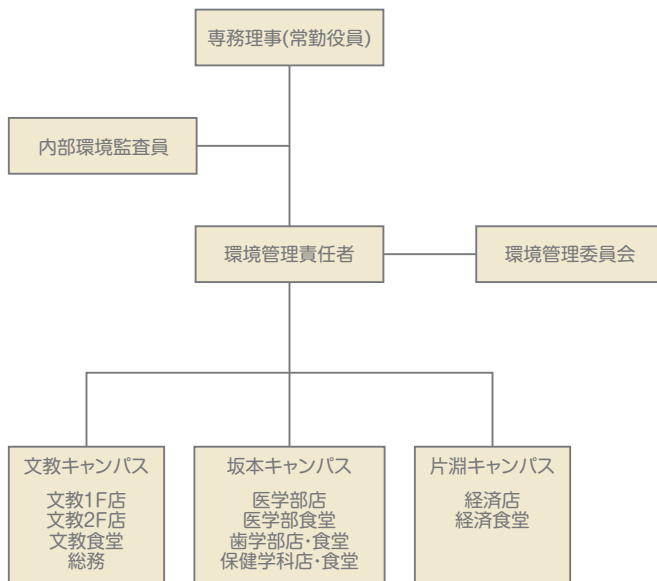 専務理事(常勤役員)
内部環境監査員
環境管理責任者
環境管理委員会
文教キャンパス
文教1F店
文教2F店
文教食堂
総務
坂本キャンパス
医学部店
医学部食堂
歯学部店・食堂
保健学科店・食堂
片淵キャンパス
経済店
経済食堂